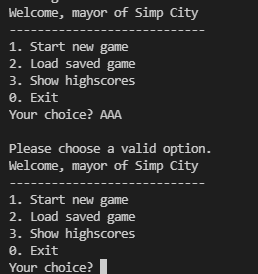 Welcome, mayor of Simp City
----------------------------
1. Start new game
2. Load saved game
3. Show highscores
0. Exit
Your choice? AAA

Please choose a valid option.
Welcome, mayor of Simp City
----------------------------
1. Start new game
2. Load saved game
3. Show highscores
0. Exit
Your choice?